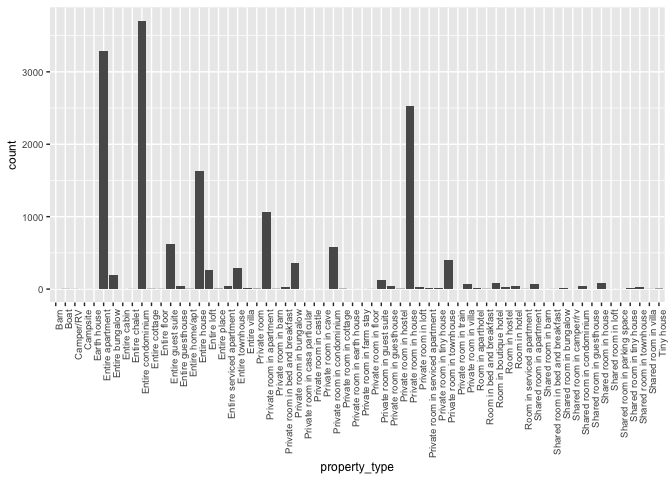 3000
2000
1000
0
count
Barn
Boat
Camper/RV
Campsite
Earth house
Entire apartment
Entire bungalow
Entire cabin
Entire chalet
Entire condominium
Entire cottage
Entire floor
Entire guest suite
Entire guesthouse
Entire home/apt
Entire house
Entire loft
Entire place
Entire serviced apartment
Entire townhouse
Entire villa
Private room
Private room in apartment
Private room in barn
Private room in bed and breakfast
Private room in bungalow
Private room in casa particular
Private room in castle
Private room in cave
Private room in condominium
Private room in cottage
Private room in earth house
Private room in farm stay
Private room in floor
Private room in guest suite
Private room in guesthouse
Private room in hostel
Private room in house
Private room in loft
Private room in serviced apartment
Private room in tiny house
Private room in townhouse
Private room in train
Private room in villa
Room in aparthotel
Room in bed and breakfast
Room in boutique hotel
Room in hostel
Room in hotel
Room in serviced apartment
Shared room in apartment
Shared room in barn
Shared room in bed and breakfast
Shared room in bungalow
Shared room in camper/rv
Shared room in condominium
Shared room in guesthouse
Shared room in house
Shared room in loft
Shared room in parking space
Shared room in tiny house
Shared room in townhouse
Shared room in villa
Tiny house
property_type